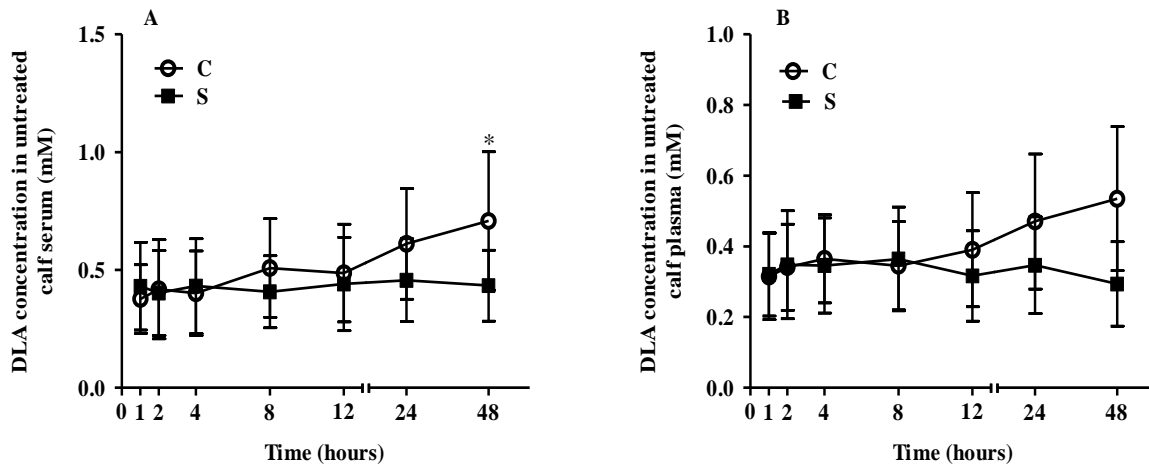 A
DLA concentration in untreated
calf serum (mM)
1.5
1.0
0.5
0.0
C
S
*
0 1 2 4 8 12 24 48
Time (hours)
B
DLA concentration in untreated
calf plasma (mM)
1.0
0.8
0.6
0.4
0.2
0.0
C
S
0 1 2 4 8 12 24 48
Time (hours)